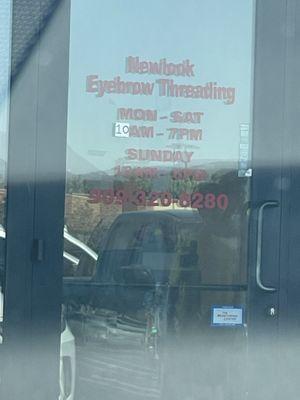 Newlook
Eyebrow Threading
MON - SAT
10AM - 7PM
SUNDAY
909-320-8280